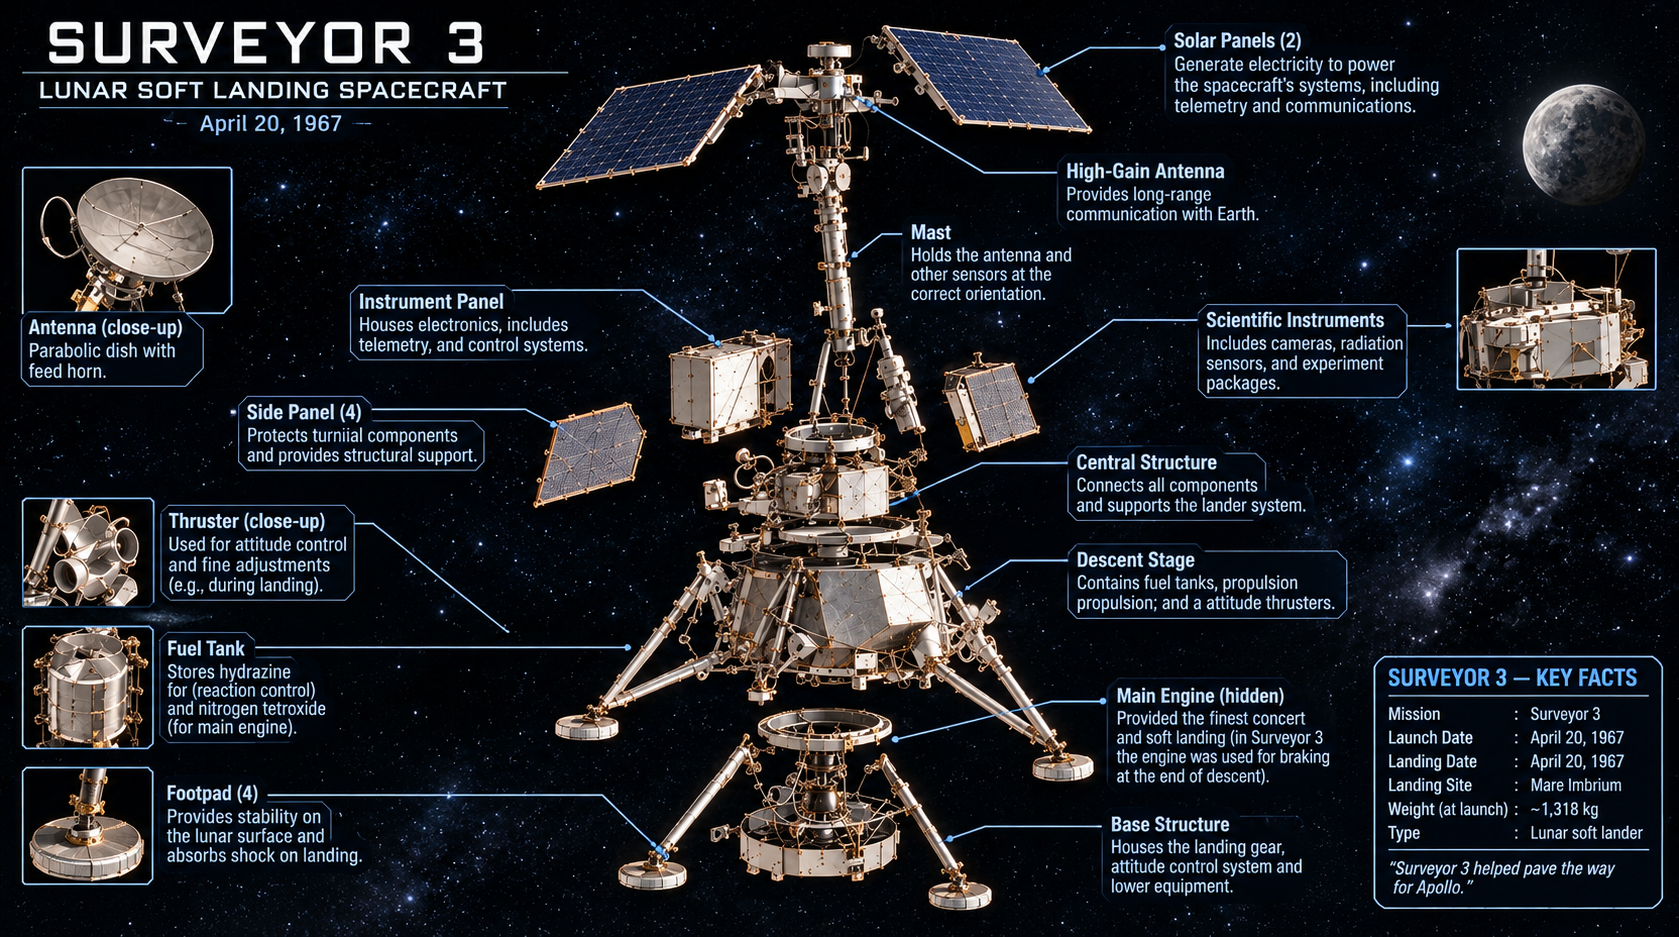 SURVEYOR 3
LUNAR SOFT LANDING SPACECRAFT
April 20, 1967
Solar Panels (2)
Generate electricity to power
the spacecraft's systems, including
telemetry and communications.
High-Gain Antenna
Provides long-range
communication with Earth.
Mast
Holds the antenna and
other sensors at the
correct orientation.
Antenna (close-up)
Parabolic dish with
feed horn.
Instrument Panel
Houses electronics, includes
telemetry, and control systems.
Scientific Instruments
Includes cameras, radiation
sensors, and experiment
packages.
Side Panel (4)
Protects turniial components
and provides structural support.
Central Structure
Connects all components
and supports the lander system.
Thruster (close-up)
Used for attitude control
and fine adjustments
(e.g., during landing).
Descent Stage
Contains fuel tanks, propulsion
propulsion; and a attitude thrusters.
Fuel Tank
Stores hydrazine
for (reaction control)
and nitrogen tetroxide
(for main engine).
Main Engine (hidden)
Provided the finest concert
and soft landing (in Surveyor 3
the engine was used for braking
at the end of descent).
Footpad (4)
Provides stability on
the lunar surface and
absorbs shock on landing.
Base Structure
Houses the landing gear,
attitude control system and
lower equipment.
SURVEYOR 3 — KEY FACTS
Mission : Surveyor 3
Launch Date : April 20, 1967
Landing Date : April 20, 1967
Landing Site : Mare Imbrium
Weight (at launch) : ~1,318 kg
Type : Lunar soft lander
"Surveyor 3 helped pave the way
for Apollo."